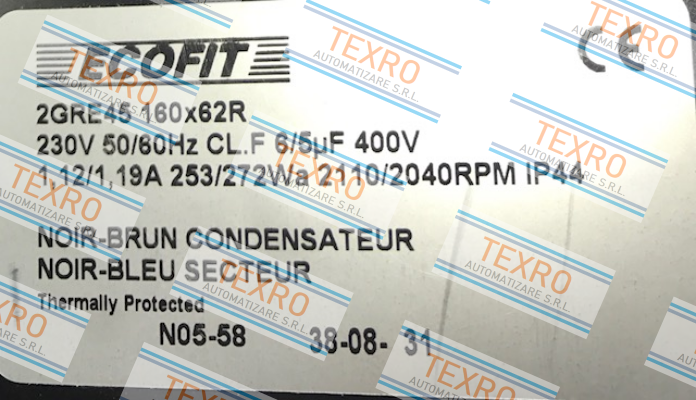 ECOFIT
CE
2GRE45 160x62R
230V 50/60Hz CL.F 6/5µF 400V
1,12/1,19A 253/272Wa 2110/2040RPM IP44
NOIR-BRUN CONDENSATEUR
NOIR-BLEU SECTEUR
Thermally Protected
N05-58 38-08- 31
TEXRO
AUTOMATIZARE S.R.L.